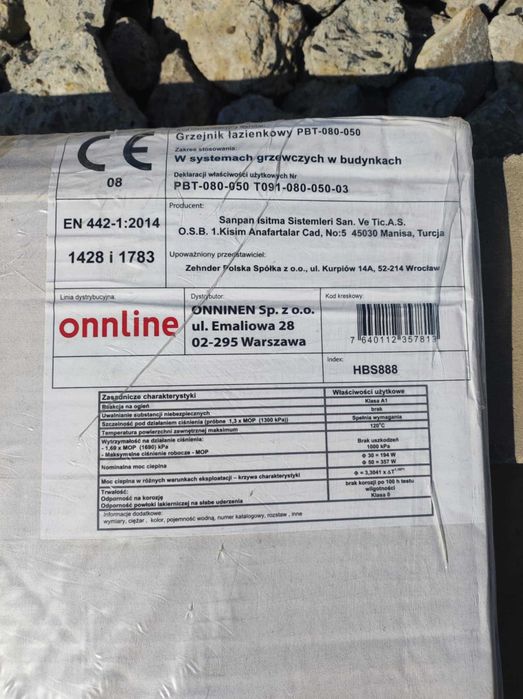 Grzejnik łazienkowy PBT-080-050
Zakres stosowania:
W systemach grzewczych w budynkach
Deklaracji właściwości użytkowych Nr
PBT-080-050 T091-080-050-03
CE
08
EN 442-1:2014
1428 i 1783
Producent:
Sanpan Isitma Sistemleri San. Ve Tic.A.S.
O.S.B. 1.Kisim Anafartalar Cad, No:5 45030 Manisa, Turcja
Upoważniony przedstawiciel:
Zehnder Polska Spółka z o.o., ul. Kurpiów 14A, 52-214 Wrocław
Linia dystrybucyjna:
onnline
Dystrybutor:
ONNINEN Sp. z o.o.
ul. Emaliowa 28
02-295 Warszawa
Kod kreskowy:
7 640112 357813
Index:
HBS888
Zasadnicze charakterystyki Właściwości użytkowe
Reakcja na ogień Klasa A1
Uwalnianie substancji niebezpiecznych brak
Szczelność pod działaniem ciśnienia (próbne 1,3 x MOP (1300 kPa)) Spełnia wymagania
Temperatura powierzchni zewnętrznej maksimum 120°C
Wytrzymałość na działanie ciśnienia:
- 1,69 x MOP (1690) kPa Brak uszkodzeń
- Maksymalne ciśnienie robocze - MOP 1000 kPa
Nominalna moc cieplna Φ 30 = 194 W
Φ 50 = 357 W
Moc cieplna w różnych warunkach eksploatacji – krzywa charakterystyki Φ = 3,3041 x ΔT
Trwałość:
Odporność na korozję brak korozji po 100 h testu wilgotności
Odporność powłoki lakierniczej na słabe uderzenia Klasa 0
Informacje dodatkowe:
wymiary, ciężar , kolor, pojemność wodną, numer katalogowy, rozstaw , inne